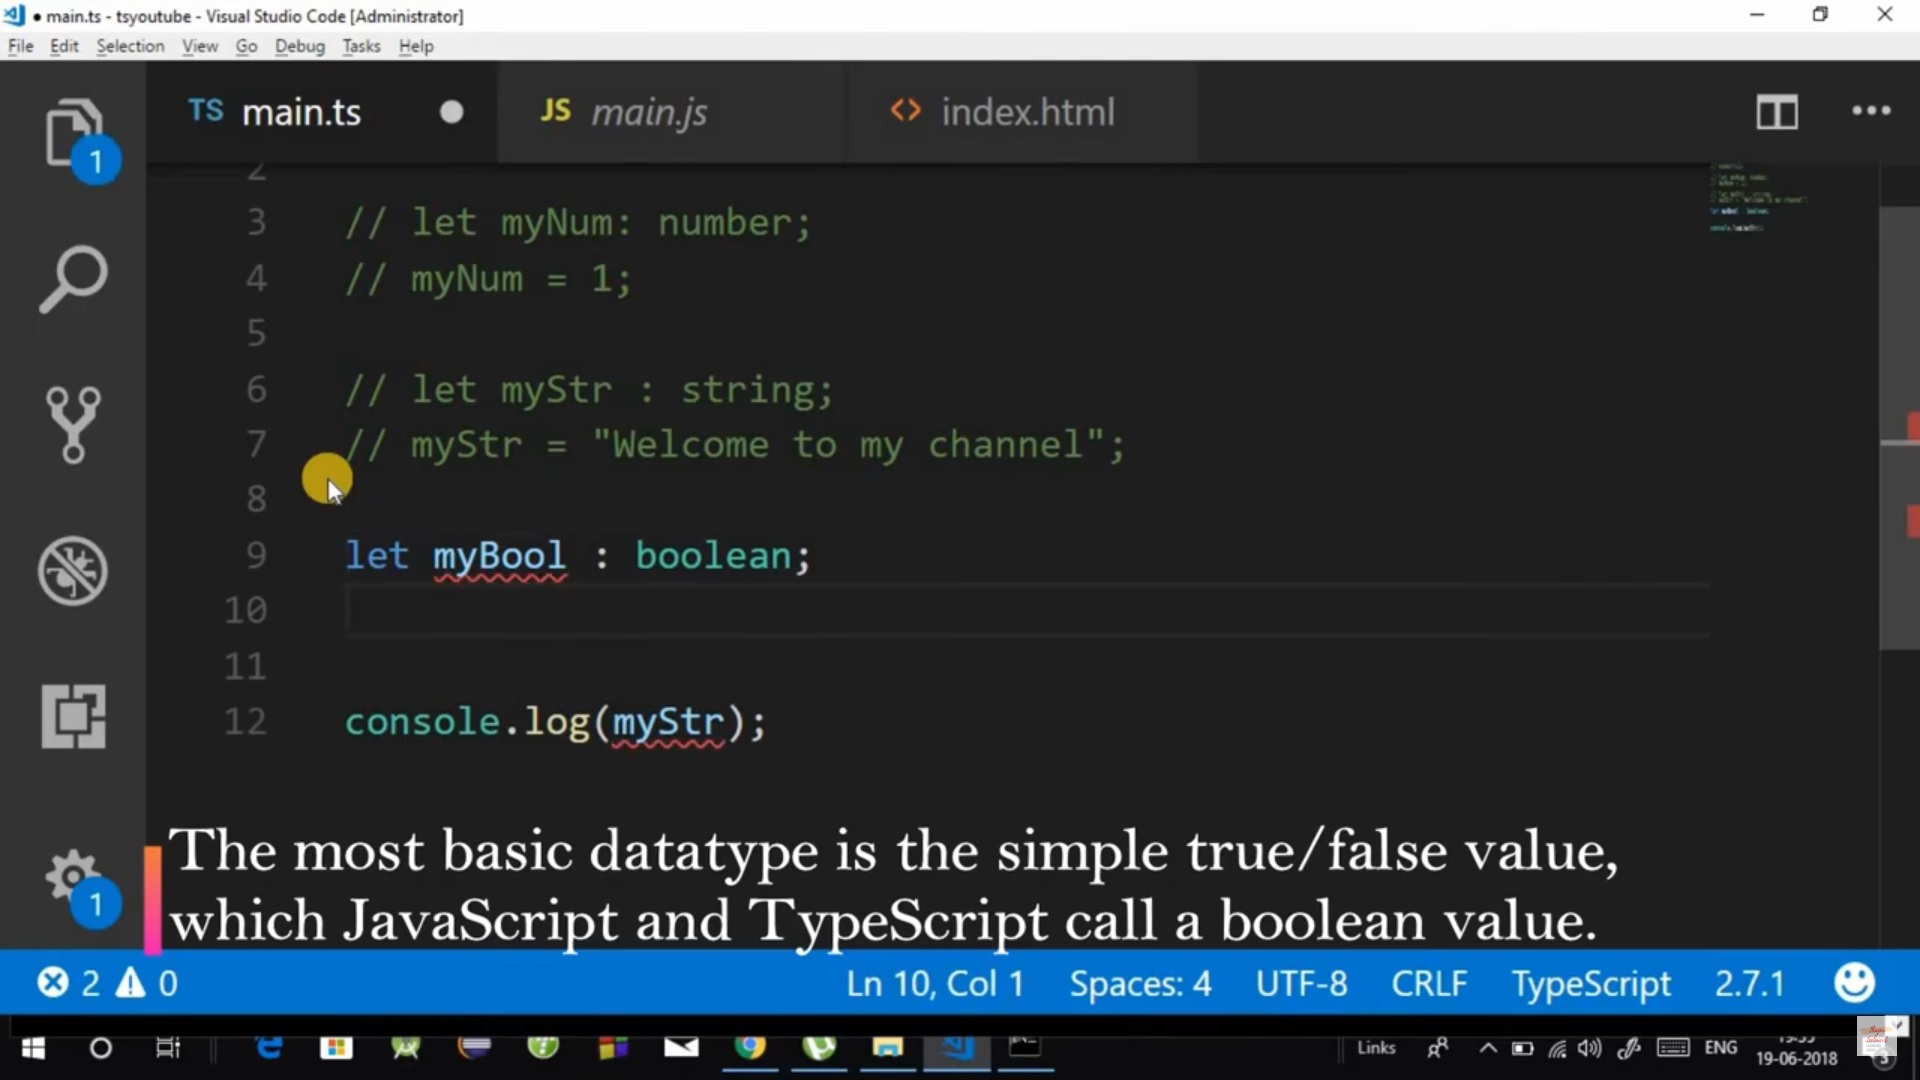 main.ts - tsyoutube - Visual Studio Code [Administrator]
File Edit Selection View Go Debug Tasks Help
TS main.ts JS main.js <> index.html
1
2
3 // let myNum: number;
4 // myNum = 1;
5
6 // let myStr : string;
7 // myStr = "Welcome to my channel";
8
9 let myBool : boolean;
10
11
12 console.log(myStr);
1
The most basic datatype is the simple true/false value,
which JavaScript and TypeScript call a boolean value.
2 0 Ln 10, Col 1 Spaces: 4 UTF-8 CRLF TypeScript 2.7.1
Links ENG
19-06-2018